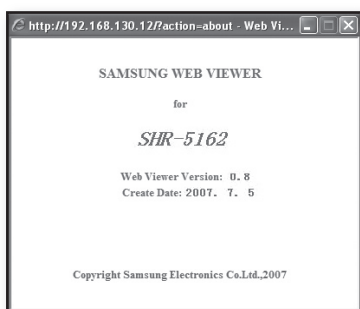 http://192.168.130.12/?action=about - Web Vi...
SAMSUNG WEB VIEWER
for
SHR-5162
Web Viewer Version: 0.8
Create Date: 2007. 7. 5
Copyright Samsung Electronics Co.Ltd.,2007